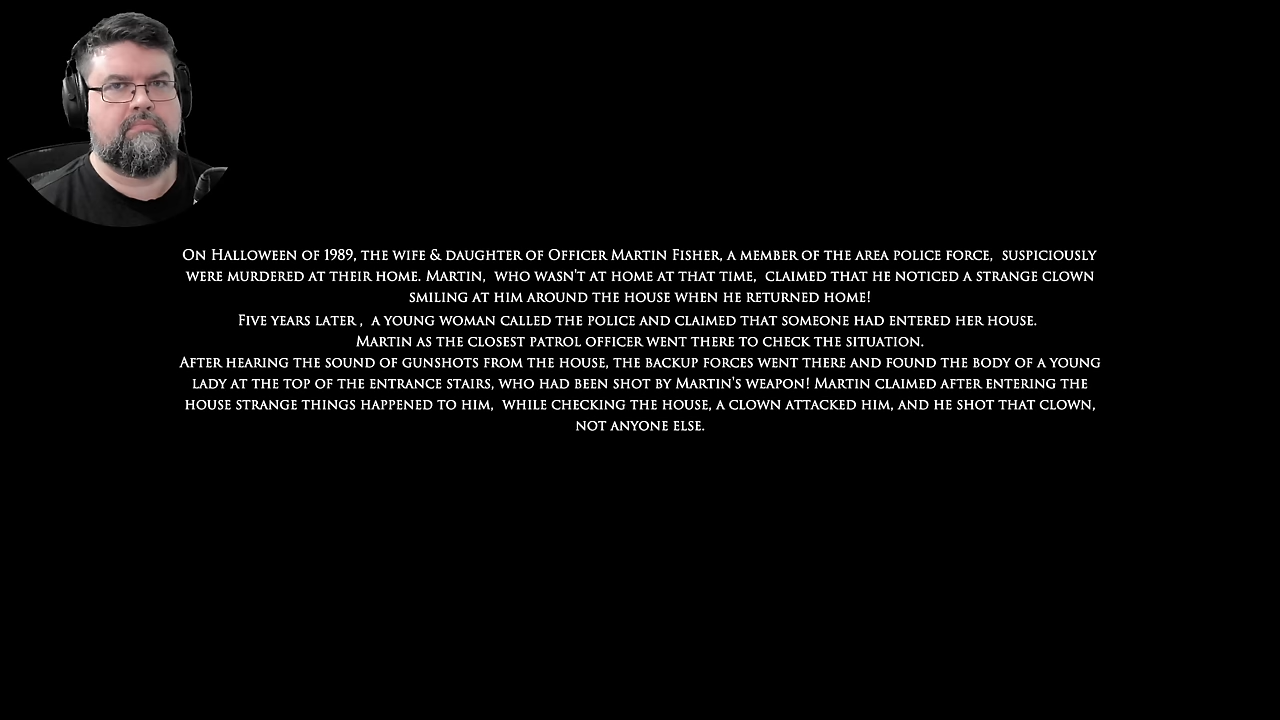 On Halloween of 1989, the wife & daughter of Officer Martin Fisher, a member of the area police force,  suspiciously
were murdered at their home. Martin,  who wasn't at home at that time,  claimed that he noticed a strange clown
smiling at him around the house when he returned home!
Five years later ,  a young woman called the police and claimed that someone had entered her house.
Martin as the closest patrol officer went there to check the situation.
After hearing the sound of gunshots from the house, the backup forces went there and found the body of a young
lady at the top of the entrance stairs, who had been shot by Martin's weapon! Martin claimed after entering the
house strange things happened to him,  while checking the house, a clown attacked him, and he shot that clown,
not anyone else.